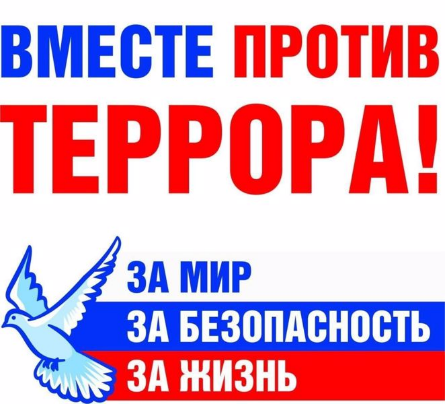 ВМЕСТЕ ПРОТИВ
ТЕРРОРА!
ЗА МИР
ЗА БЕЗОПАСНОСТЬ
ЗА ЖИЗНЬ